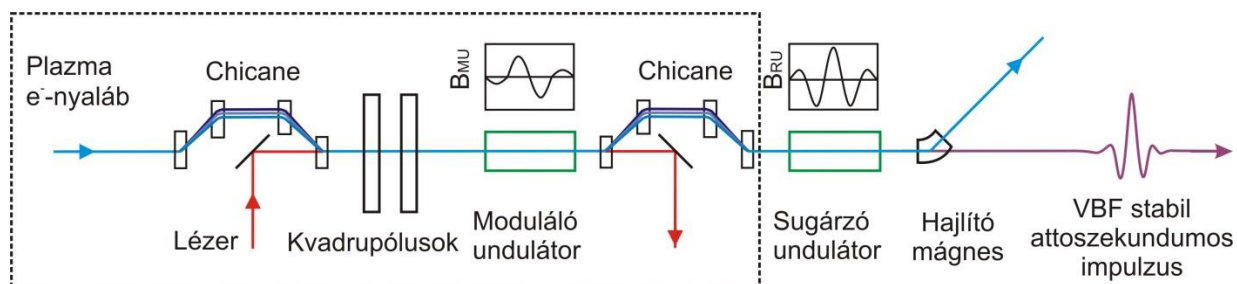 Plazma
e⁻-nyaláb
Chicane
Lézer
Kvadrupólusok
B_MU
Moduláló
undulátor
Chicane
B_RU
Sugárzó
undulátor
Hajlító
mágnes
VBF stabil
attoszekundumos
impulzus